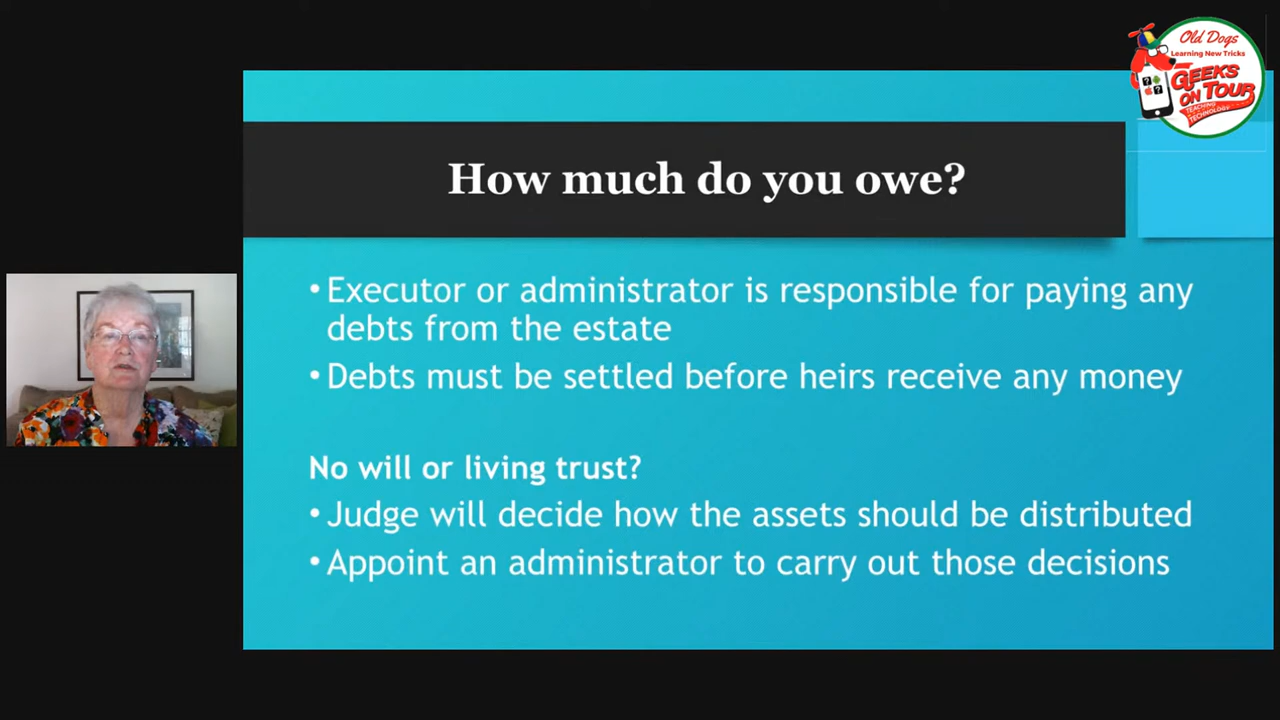 Old Dogs
Learning New Tricks
GEEKS
ON TOUR
TEACHING
TECHNOLOGY
How much do you owe?
• Executor or administrator is responsible for paying any
debts from the estate
• Debts must be settled before heirs receive any money
No will or living trust?
• Judge will decide how the assets should be distributed
• Appoint an administrator to carry out those decisions